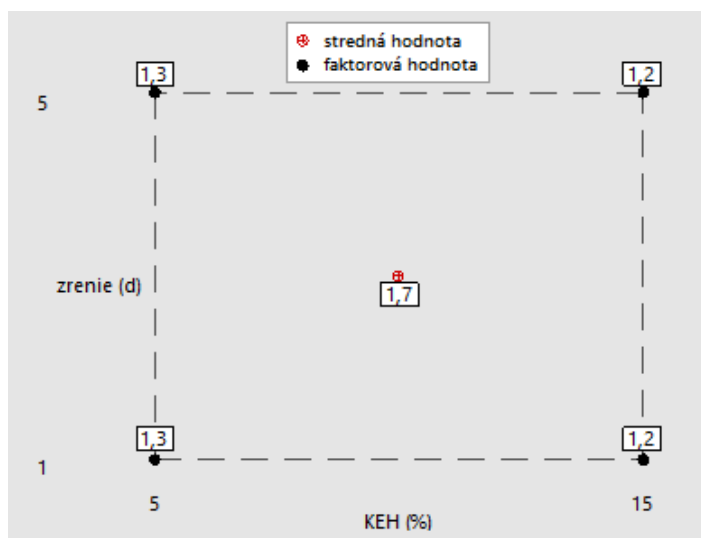 stredná hodnota
faktorová hodnota
1,3
1,2
5
zrenie (d)
1,7
1,3
1,2
1
5
15
KEH (%)